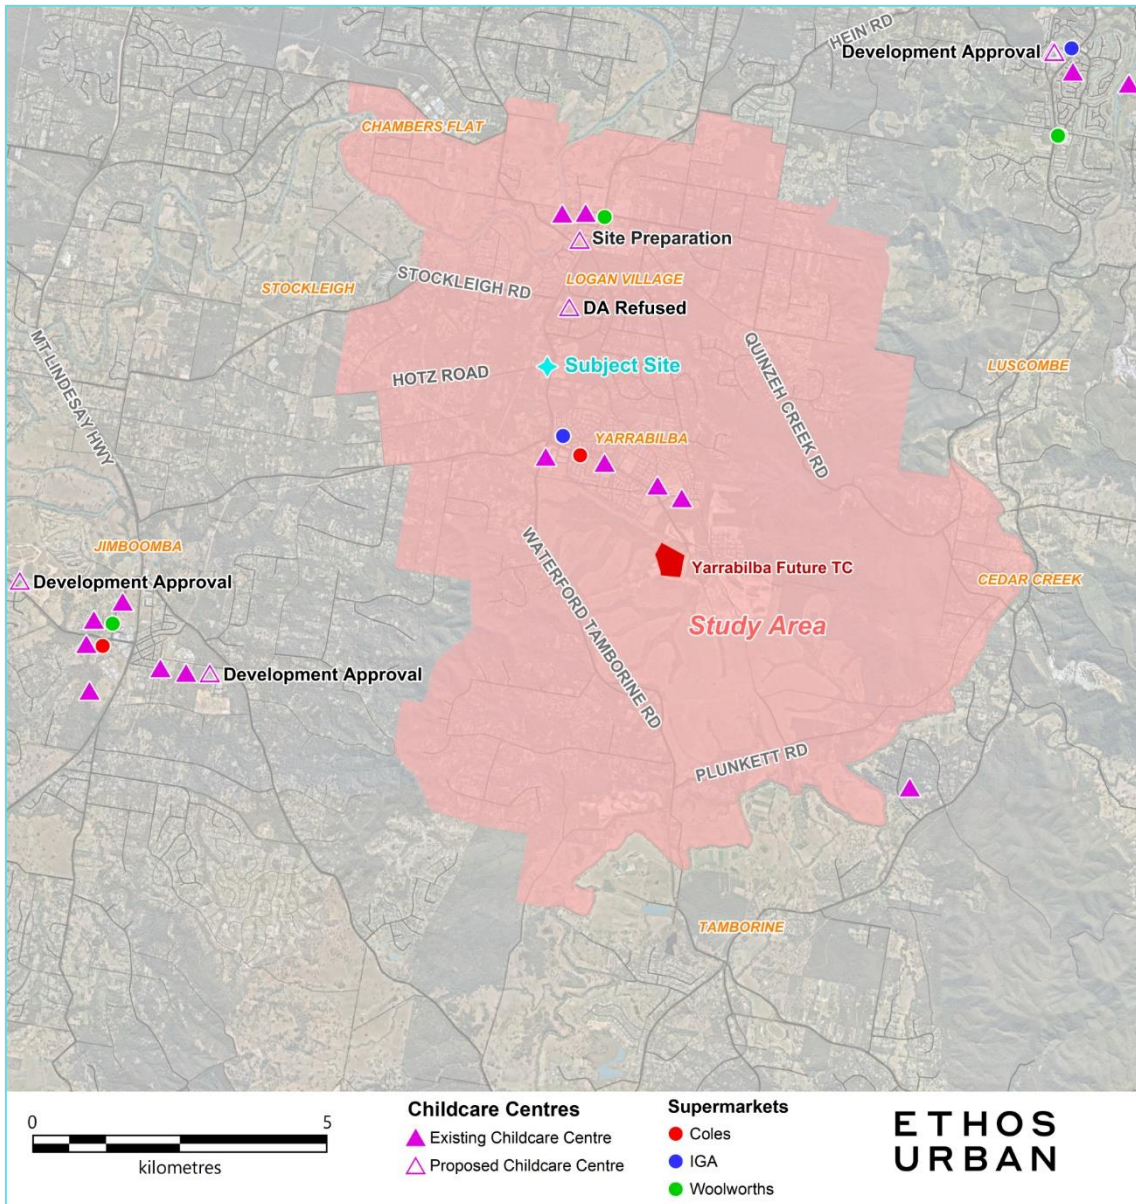 HEIN RD
Development Approval
CHAMBERS FLAT
Site Preparation
STOCKLEIGH RD
LOGAN VILLAGE
STOCKLEIGH
DA Refused
MT LINDESAY HWY
QUINZEH CREEK RD
Subject Site
LUSCOMBE
HOTZ ROAD
YARRABILBA
JIMBOOMBA
WATERFORD TAMBORINE RD
Yarrabilba Future TC
Development Approval
CEDAR CREEK
Study Area
Development Approval
PLUNKETT RD
TAMBORINE
0 5
kilometres
Childcare Centres
Existing Childcare Centre
Proposed Childcare Centre
Supermarkets
Coles
IGA
Woolworths
ETHOS
URBAN